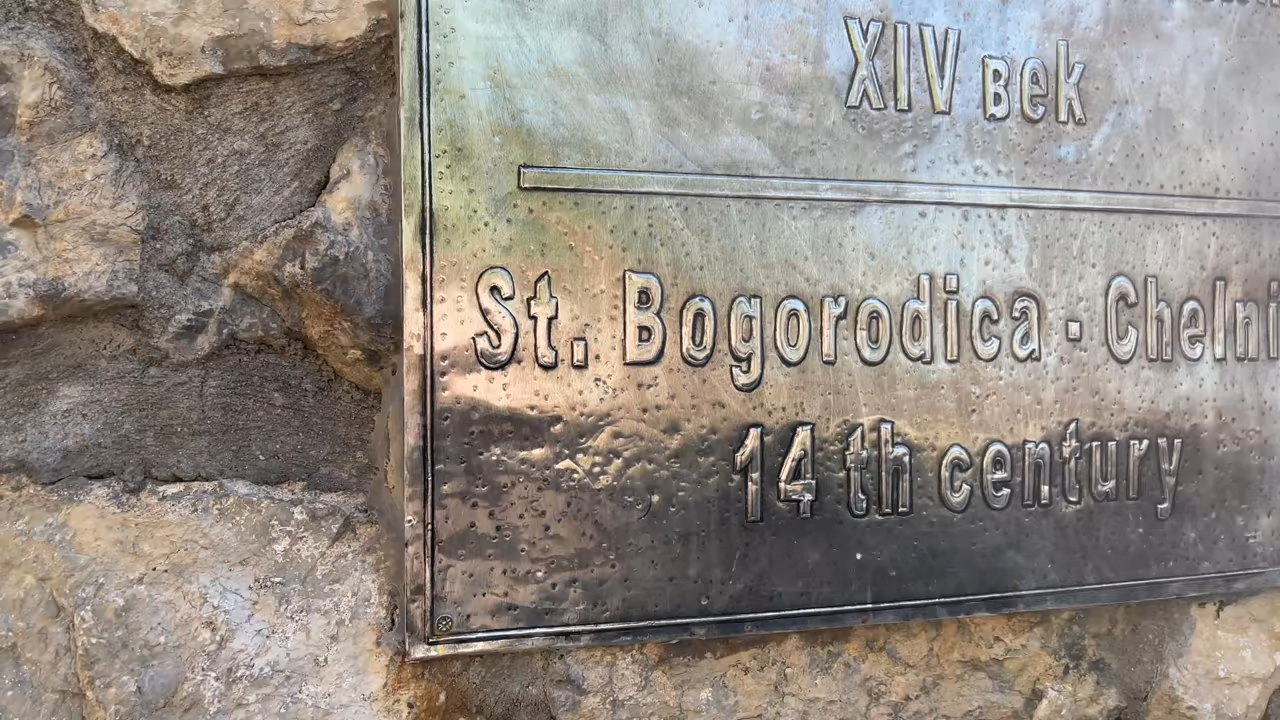 XIV век
St. Bogorodica - Chelni
14 th century